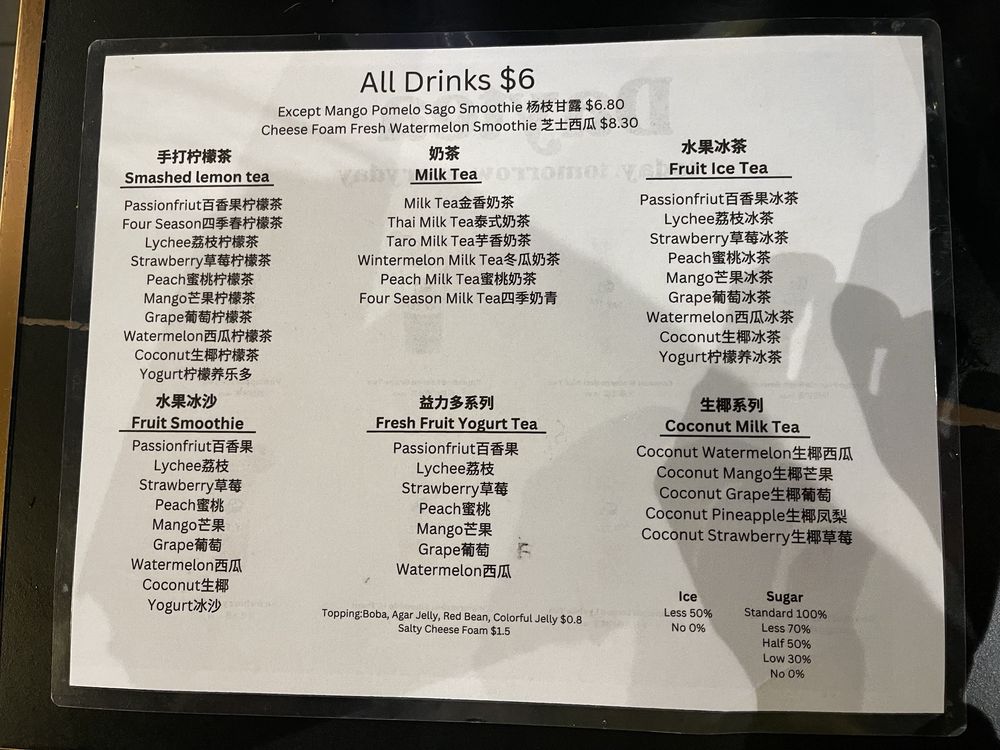 All Drinks $6
Except Mango Pomelo Sago Smoothie 杨枝甘露 $6.80
Cheese Foam Fresh Watermelon Smoothie 芝士西瓜 $8.30
手打柠檬茶
Smashed lemon tea
Passionfriut百香果柠檬茶
Four Season四季春柠檬茶
Lychee荔枝柠檬茶
Strawberry草莓柠檬茶
Peach蜜桃柠檬茶
Mango芒果柠檬茶
Grape葡萄柠檬茶
Watermelon西瓜柠檬茶
Coconut生椰柠檬茶
Yogurt柠檬养乐多
奶茶
Milk Tea
Milk Tea金香奶茶
Thai Milk Tea泰式奶茶
Taro Milk Tea芋香奶茶
Wintermelon Milk Tea冬瓜奶茶
Peach Milk Tea蜜桃奶茶
Four Season Milk Tea四季奶青
水果冰茶
Fruit Ice Tea
Passionfriut百香果冰茶
Lychee荔枝冰茶
Strawberry草莓冰茶
Peach蜜桃冰茶
Mango芒果冰茶
Grape葡萄冰茶
Watermelon西瓜冰茶
Coconut生椰冰茶
Yogurt柠檬养冰茶
水果冰沙
Fruit Smoothie
Passionfriut百香果
Lychee荔枝
Strawberry草莓
Peach蜜桃
Mango芒果
Grape葡萄
Watermelon西瓜
Coconut生椰
Yogurt冰沙
益力多系列
Fresh Fruit Yogurt Tea
Passionfriut百香果
Lychee荔枝
Strawberry草莓
Peach蜜桃
Mango芒果
Grape葡萄
Watermelon西瓜
生椰系列
Coconut Milk Tea
Coconut Watermelon生椰西瓜
Coconut Mango生椰芒果
Coconut Grape生椰葡萄
Coconut Pineapple生椰凤梨
Coconut Strawberry生椰草莓
Topping:Boba, Agar Jelly, Red Bean, Colorful Jelly $0.8
Salty Cheese Foam $1.5
Ice
Less 50%
No 0%
Sugar
Standard 100%
Less 70%
Half 50%
Low 30%
No 0%